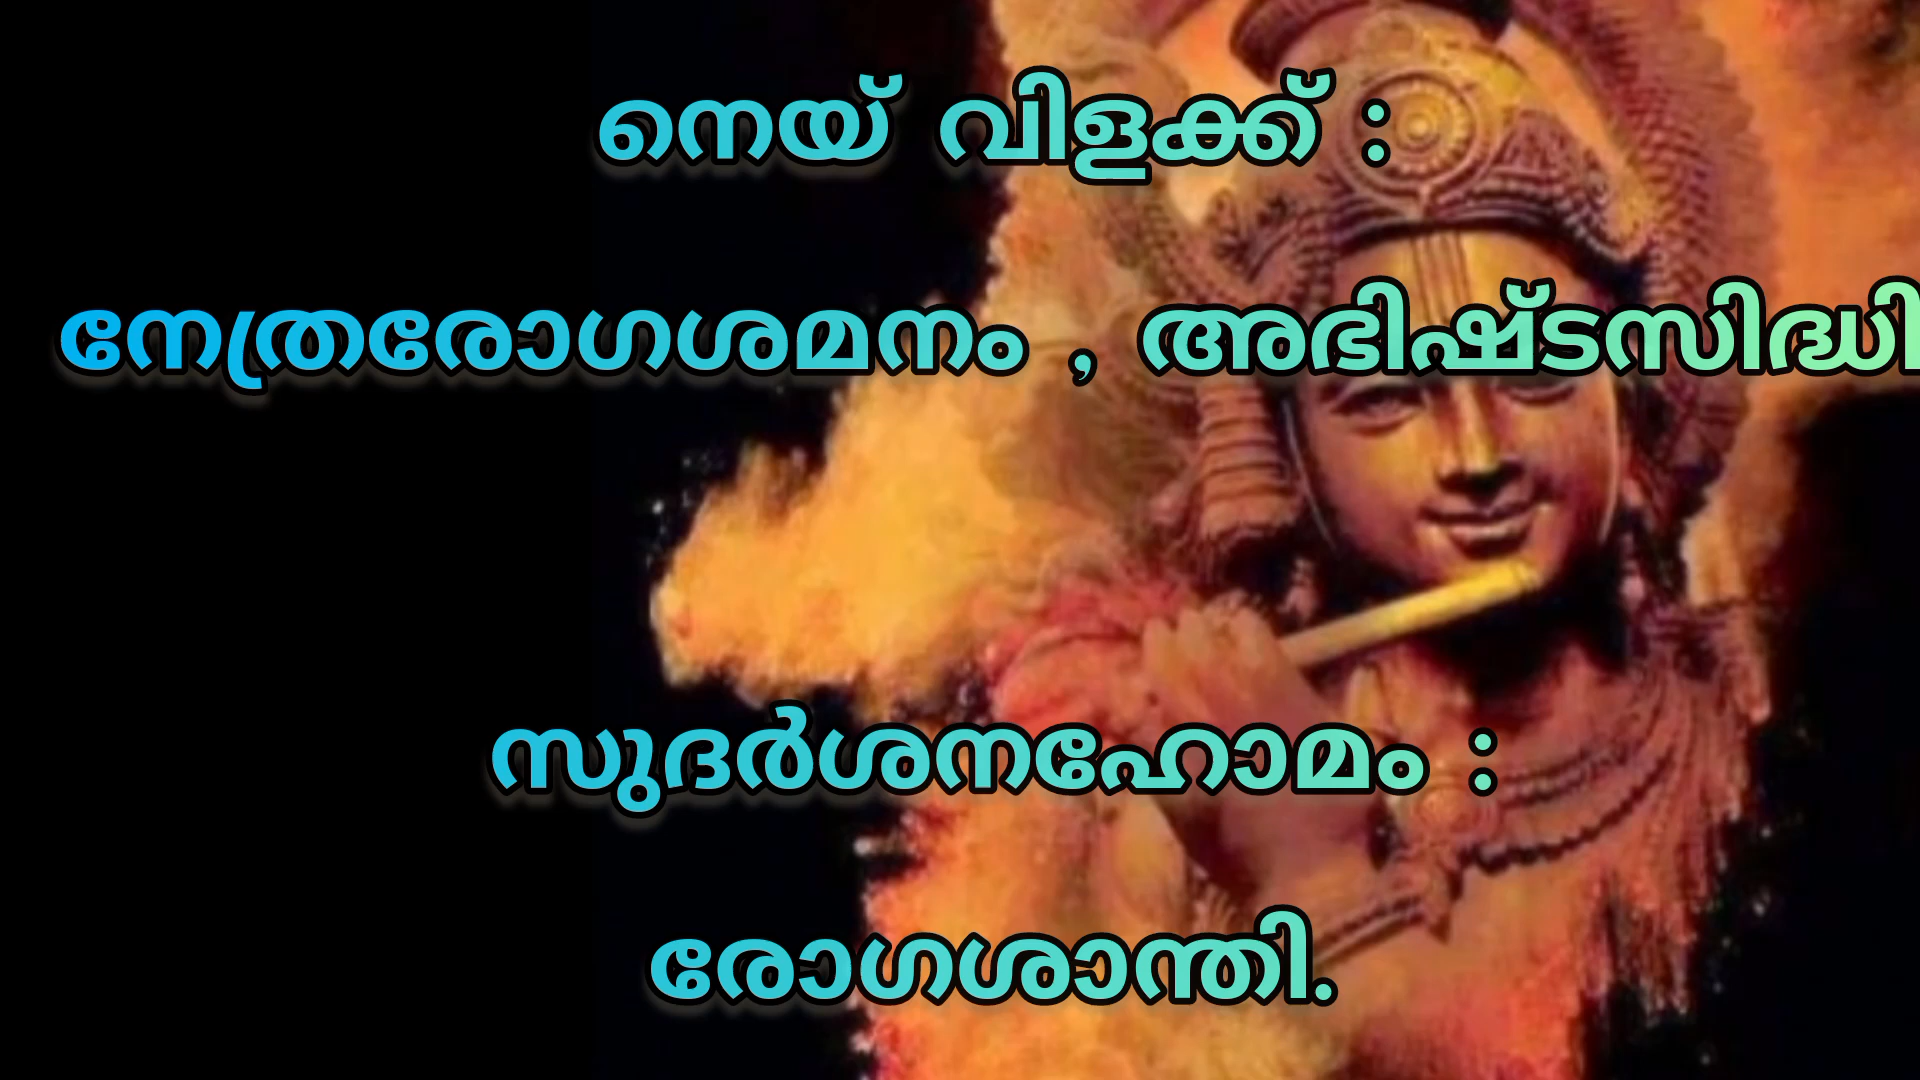 നെയ് വിളക്ക് :
നേത്രരോഗശമനം , അഭിഷ്ടസിദ്ധി
സുദർശനഹോമം :
രോഗശാന്തി.